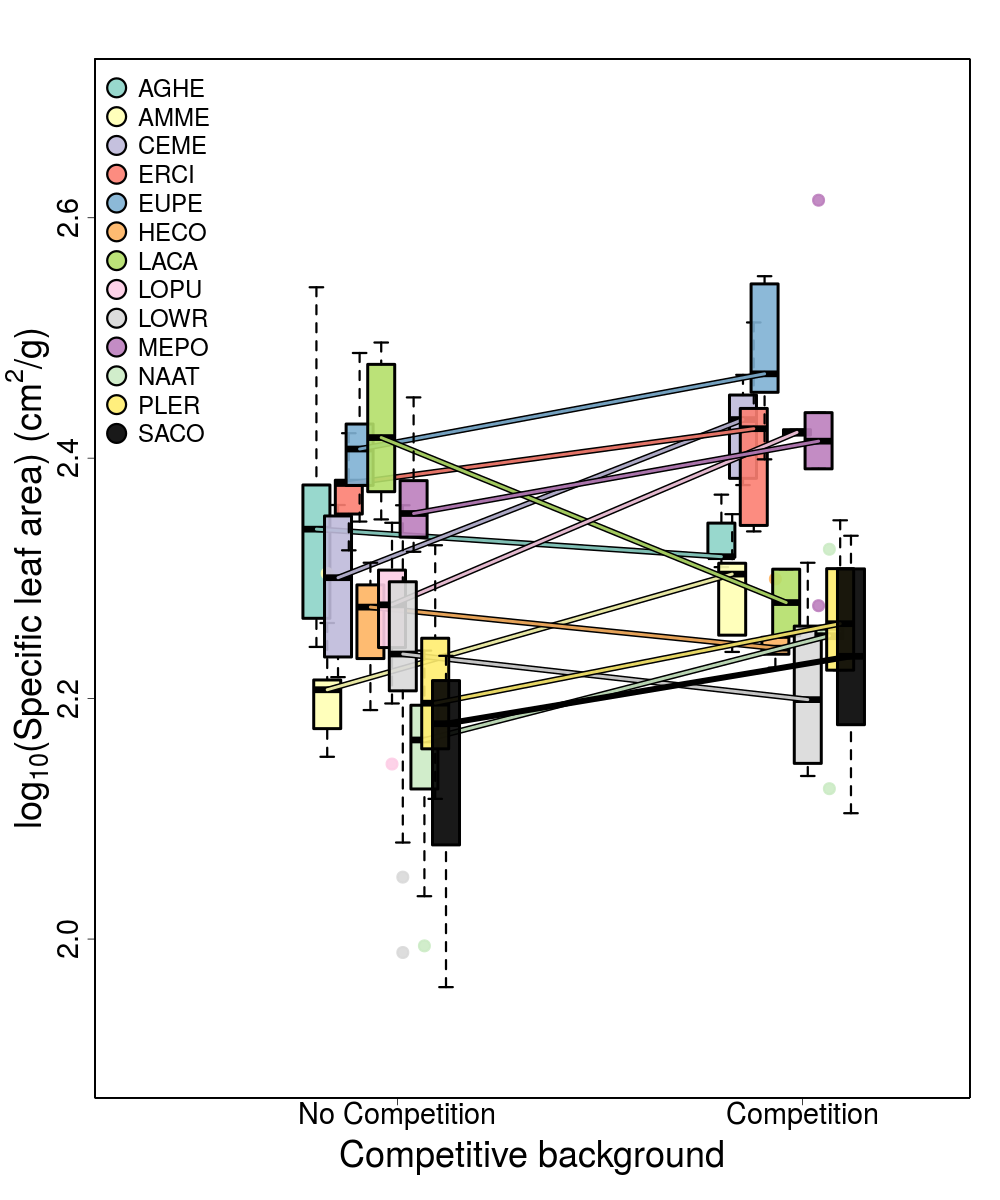 AGHE
AMME
CEME
ERCI
EUPE
HECO
LACA
LOPU
LOWR
MEPO
NAAT
PLER
SACO
log₁₀(Specific leaf area) (cm²/g)
2.6
2.4
2.2
2.0
No Competition Competition
Competitive background